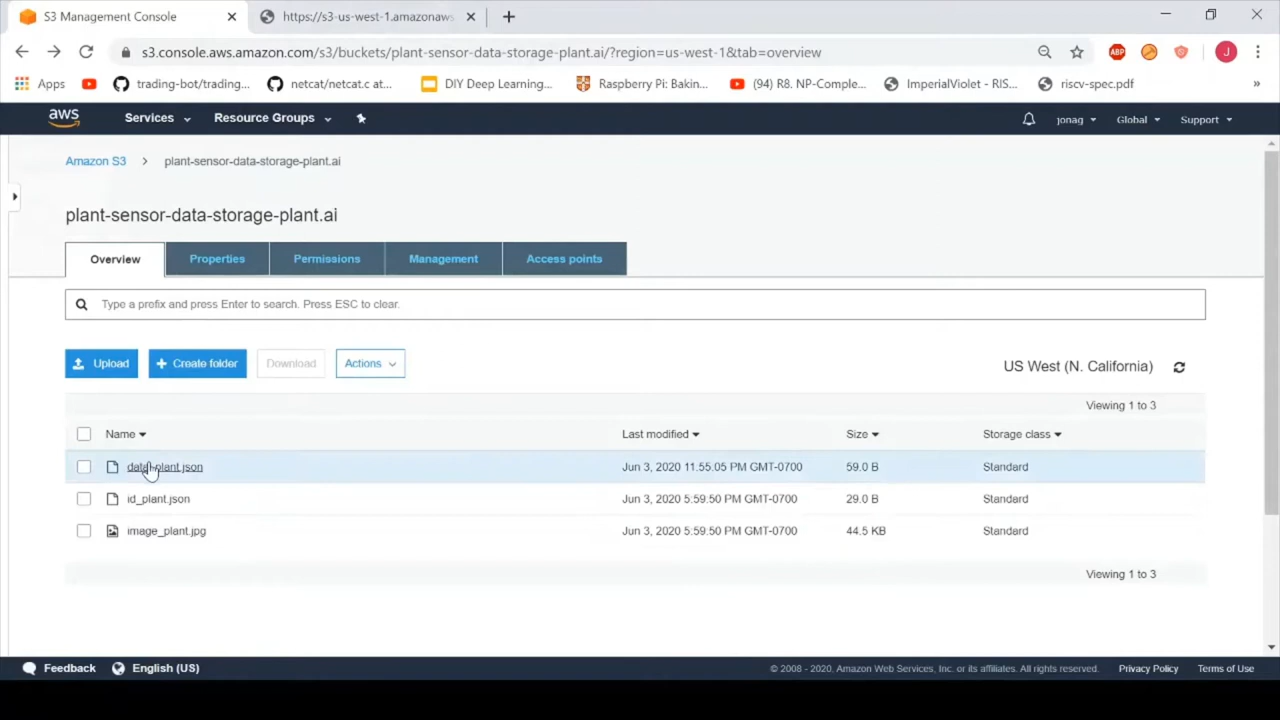 S3 Management Console
https://s3-us-west-1.amazonaws
s3.console.aws.amazon.com/s3/buckets/plant-sensor-data-storage-plant.ai/?region=us-west-1&tab=overview
ABP
J
Apps
trading-bot/trading...
netcat/netcat.c at...
DIY Deep Learning...
Raspberry Pi: Bakin...
(94) R8. NP-Comple...
ImperialViolet - RIS...
riscv-spec.pdf
»
aws
Services
Resource Groups
jonag
Global
Support
Amazon S3
plant-sensor-data-storage-plant.ai
plant-sensor-data-storage-plant.ai
Overview
Properties
Permissions
Management
Access points
Type a prefix and press Enter to search. Press ESC to clear.
Upload
Create folder
Download
Actions
US West (N. California)
Viewing 1 to 3
Name
Last modified
Size
Storage class
data_plant.json
Jun 3, 2020 11.55.05 PM GMT-0700
59.0 B
Standard
id_plant.json
Jun 3, 2020 5:59:50 PM GMT-0700
29.0 B
Standard
image_plant.jpg
Jun 3, 2020 5:59:50 PM GMT-0700
44.5 KB
Standard
Viewing 1 to 3
Feedback
English (US)
© 2008 - 2020, Amazon Web Services, Inc. or its affiliates. All rights reserved.
Privacy Policy
Terms of Use